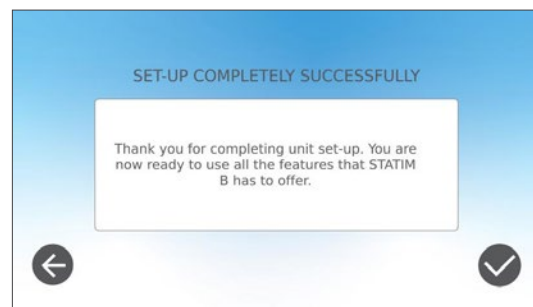 SET-UP COMPLETELY SUCCESSFULLY
Thank you for completing unit set-up. You are
now ready to use all the features that STATIM
B has to offer.